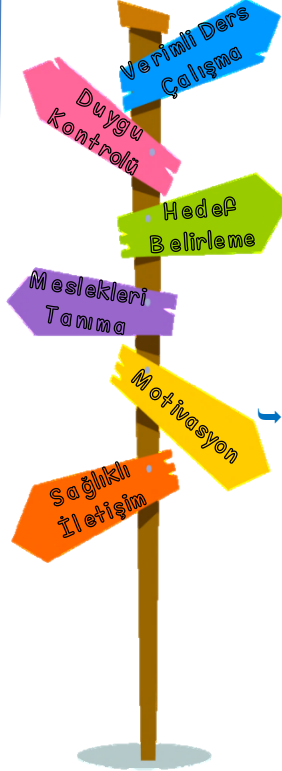 Verimli Ders
Çalışma
Duygu
Kontrolü
Hedef
Belirleme
Meslekleri
Tanıma
Motivasyon
Sağlıklı
İletişim